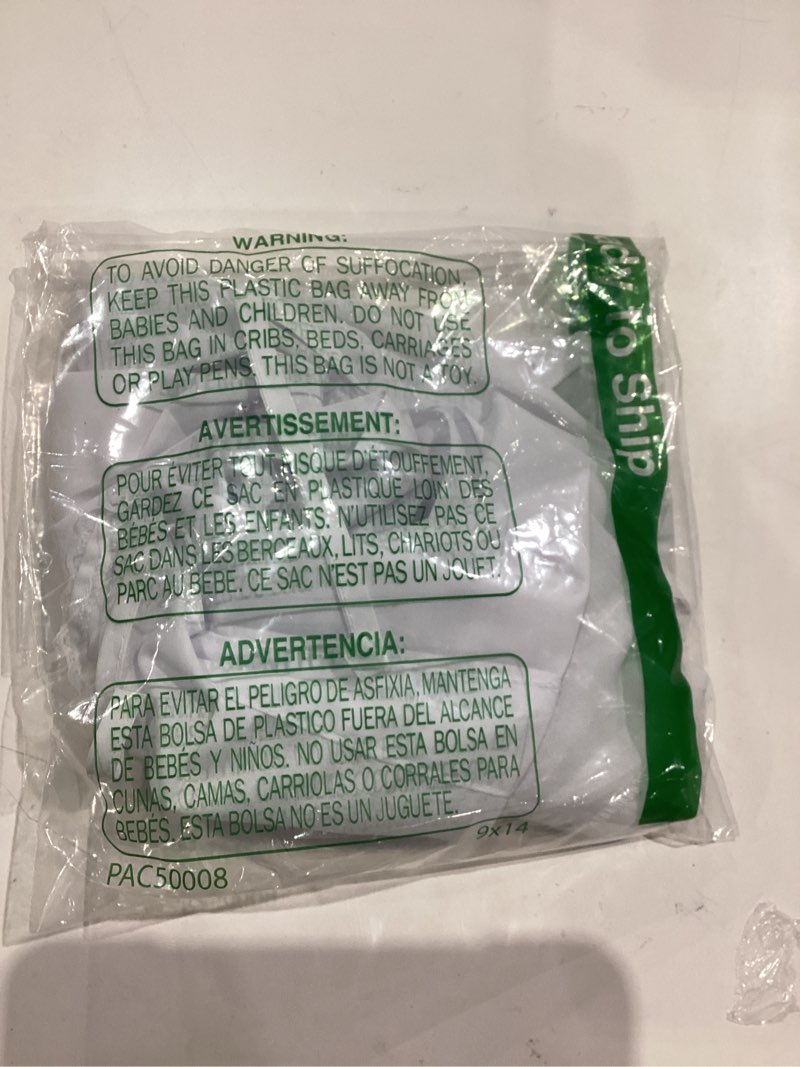 WARNING:
TO AVOID DANGER OF SUFFOCATION,
KEEP THIS PLASTIC BAG AWAY FROM
BABIES AND CHILDREN. DO NOT USE
THIS BAG IN CRIBS, BEDS, CARRIAGES
OR PLAY PENS. THIS BAG IS NOT A TOY.
AVERTISSEMENT:
POUR ÉVITER TOUT RISQUE D'ÉTOUFFEMENT,
GARDEZ CE SAC EN PLASTIQUE LOIN DES
BÉBÉS ET LES ENFANTS. N'UTILISEZ PAS CE
SAC DANS LES BERCEAUX, LITS, CHARIOTS OU
PARC AU BÉBÉ. CE SAC N'EST PAS UN JOUET.
ADVERTENCIA:
PARA EVITAR EL PELIGRO DE ASFIXIA, MANTENGA
ESTA BOLSA DE PLASTICO FUERA DEL ALCANCE
DE BEBÉS Y NIÑOS. NO USAR ESTA BOLSA EN
CUNAS, CAMAS, CARRIOLAS O CORRALES PARA
BEBÉS. ESTA BOLSA NO ES UN JUGUETE.
9x14
PAC50008
dy to Ship